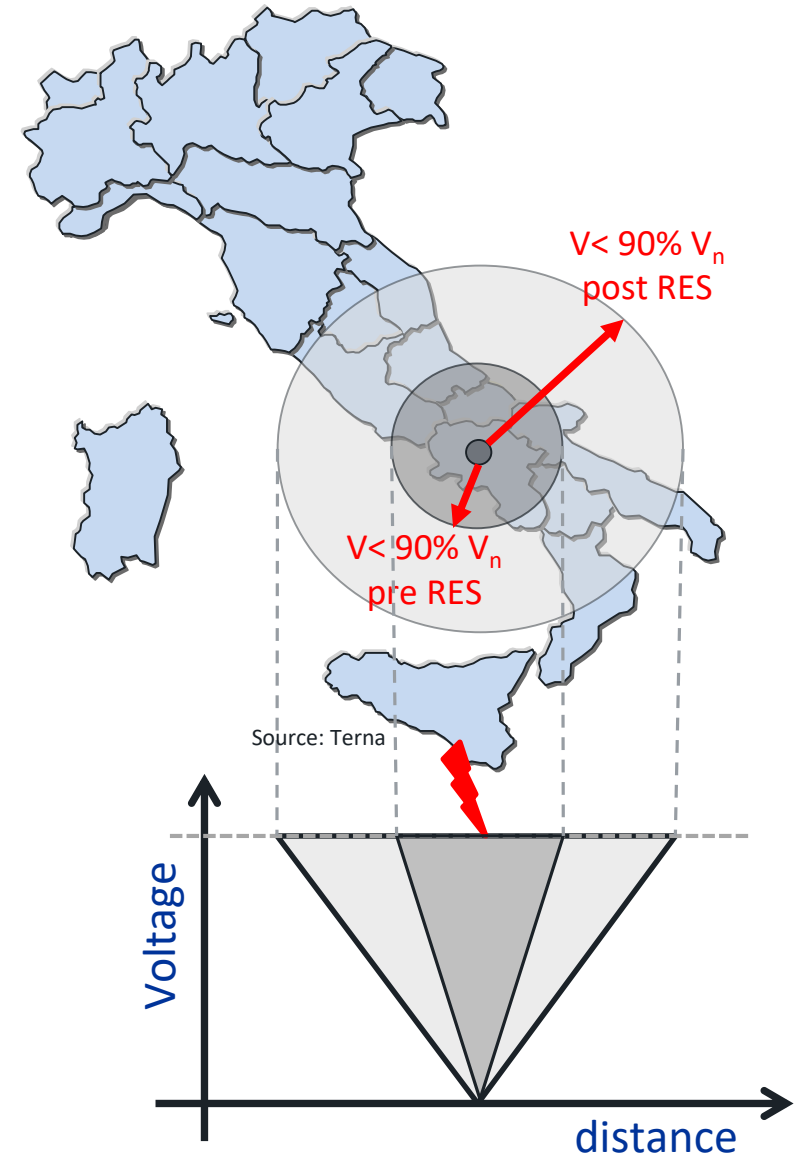 V< 90% Vₙ
post RES
V< 90% Vₙ
pre RES
Source: Terna
Voltage
distance